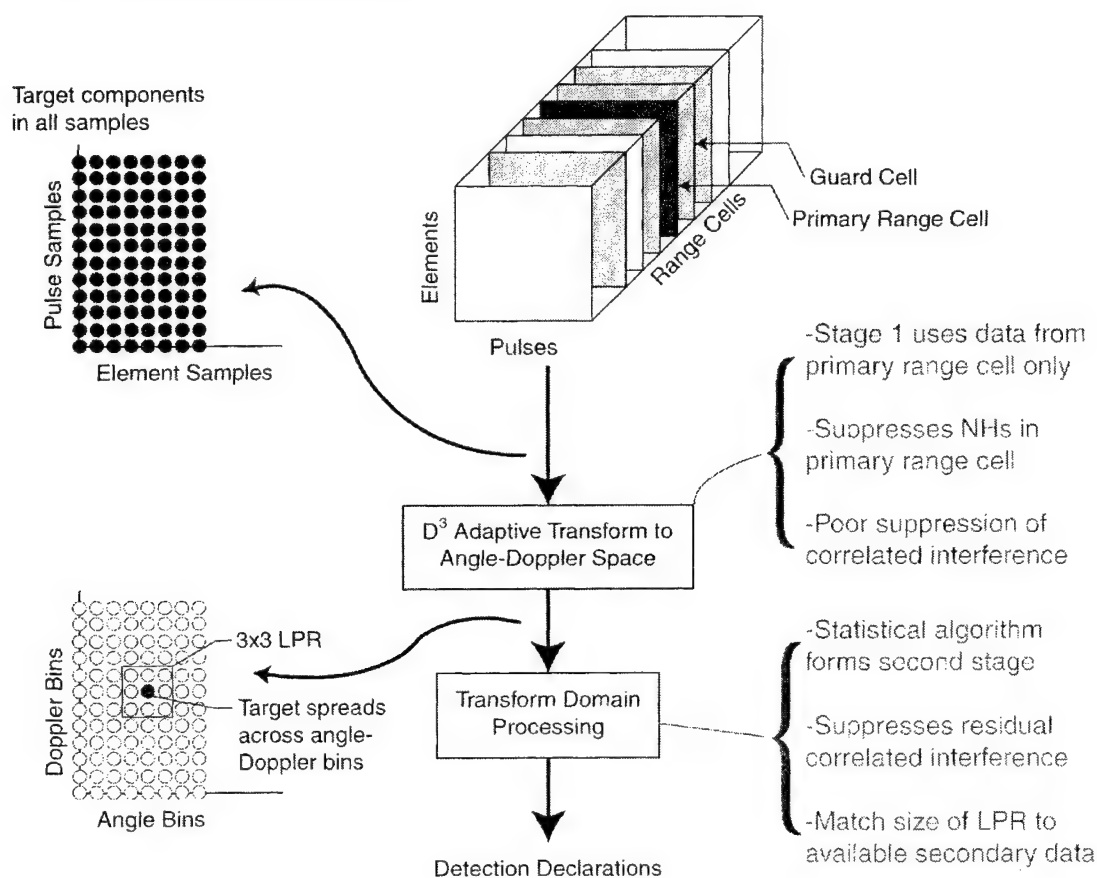 Target components
in all samples
Pulse Samples
Element Samples
Elements
Pulses
Range Cells
Guard Cell
Primary Range Cell
-Stage 1 uses data from
primary range cell only
-Suppresses NHs in
primary range cell
-Poor suppression of
correlated interference
D³ Adaptive Transform to
Angle-Doppler Space
Doppler Bins
Angle Bins
3x3 LPR
Target spreads
across angle-
Doppler bins
Transform Domain
Processing
-Statistical algorithm
forms second stage
-Suppresses residual
correlated interference
-Match size of LPR to
available secondary data
Detection Declarations